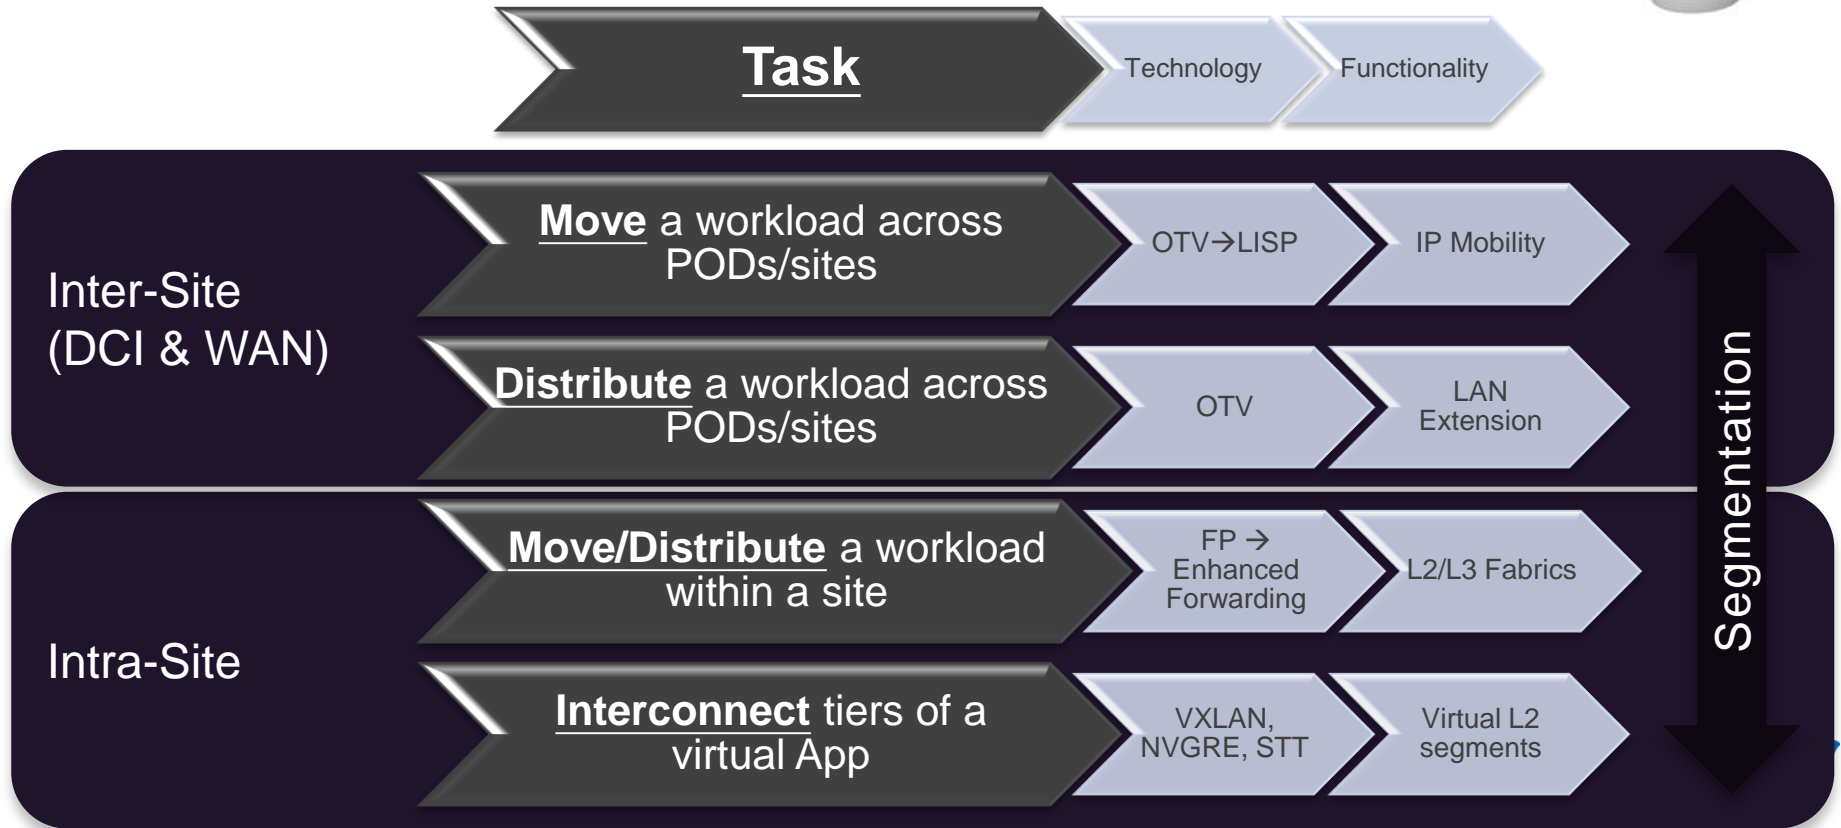 Task
Technology
Functionality
Inter-Site
(DCI & WAN)
Move a workload across
PODs/sites
OTV→LISP
IP Mobility
Distribute a workload across
PODs/sites
OTV
LAN
Extension
Intra-Site
Move/Distribute a workload
within a site
FP →
Enhanced
Forwarding
L2/L3 Fabrics
Interconnect tiers of a
virtual App
VXLAN,
NVGRE, STT
Virtual L2
segments
Segmentation